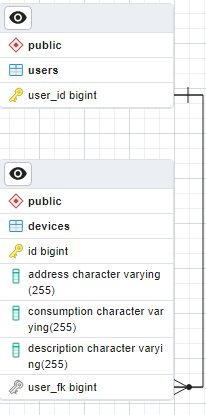 public
users
user_id bigint
public
devices
id bigint
address character varying
(255)
consumption character var
ying(255)
description character varyi
ng(255)
user_fk bigint